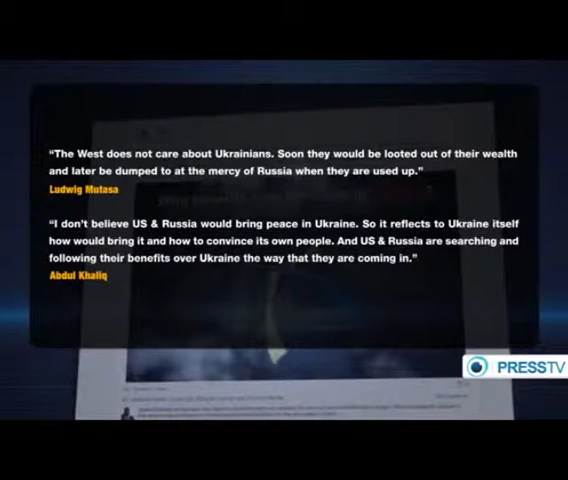 “The West does not care about Ukrainians. Soon they would be looted out of their wealth
and later be dumped to at the mercy of Russia when they are used up.”
Ludwig Mutasa
“I don’t believe US & Russia would bring peace in Ukraine. So it reflects to Ukraine itself
how would bring it and how to convince its own people. And US & Russia are searching and
following their benefits over Ukraine the way that they are coming in.”
Abdul Khaliq
PRESSTV